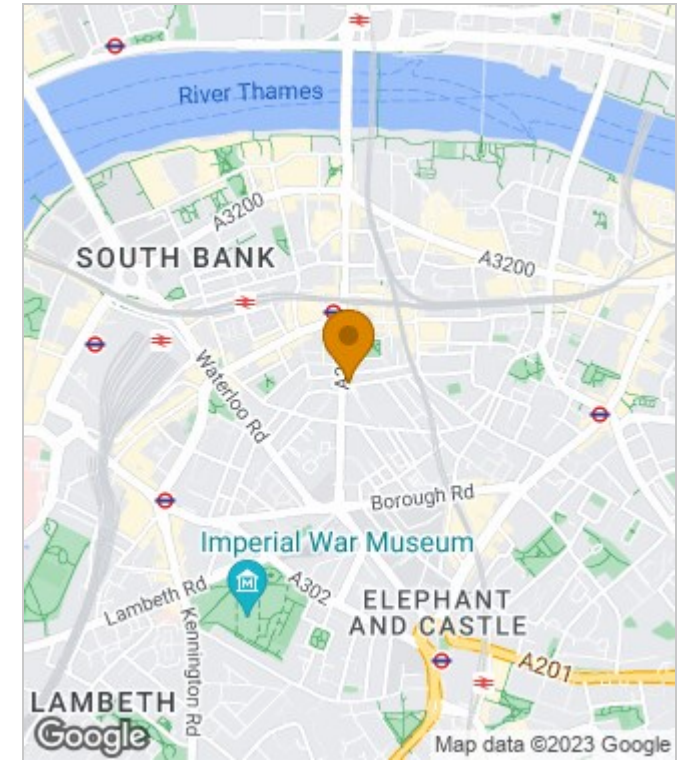 River Thames
A3200
SOUTH BANK
A3200
Waterloo Rd
Borough Rd
Imperial War Museum
M
Lambeth Rd
A302
Kennington Rd
ELEPHANT
AND CASTLE
A201
LAMBETH
Google
Map data ©2023 Google